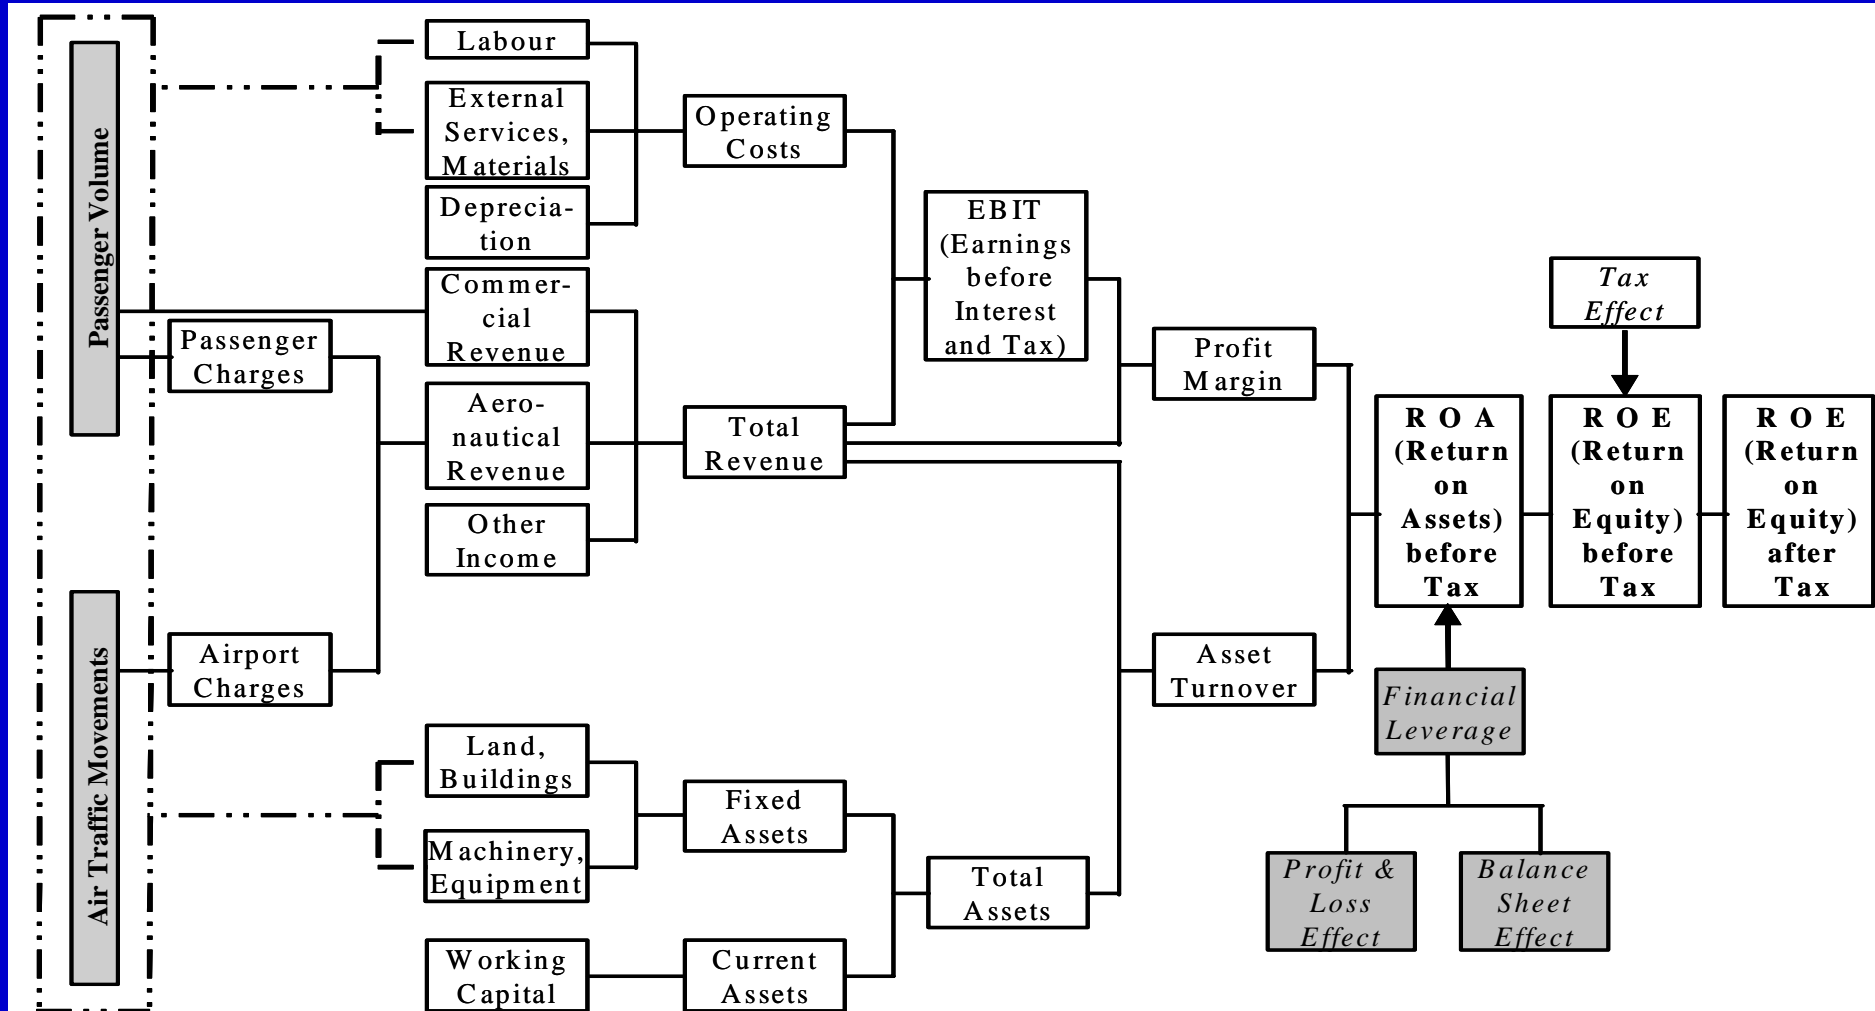 Passenger Volume
Air Traffic Movements
Passenger
Charges
Airport
Charges
Labour
External
Services,
Materials
Deprecia-
tion
Commer-
cial
Revenue
Aero-
nautical
Revenue
Other
Income
Land,
Buildings
Machinery,
Equipment
Working
Capital
Operating
Costs
Total
Revenue
Fixed
Assets
Current
Assets
EBIT
(Earnings
before
Interest
and Tax)
Total
Assets
Profit
Margin
Asset
Turnover
ROA
(Return
on
Assets)
before
Tax
Financial
Leverage
Profit &
Loss
Effect
Balance
Sheet
Effect
Tax
Effect
ROE
(Return
on
Equity)
before
Tax
ROE
(Return
on
Equity)
after
Tax